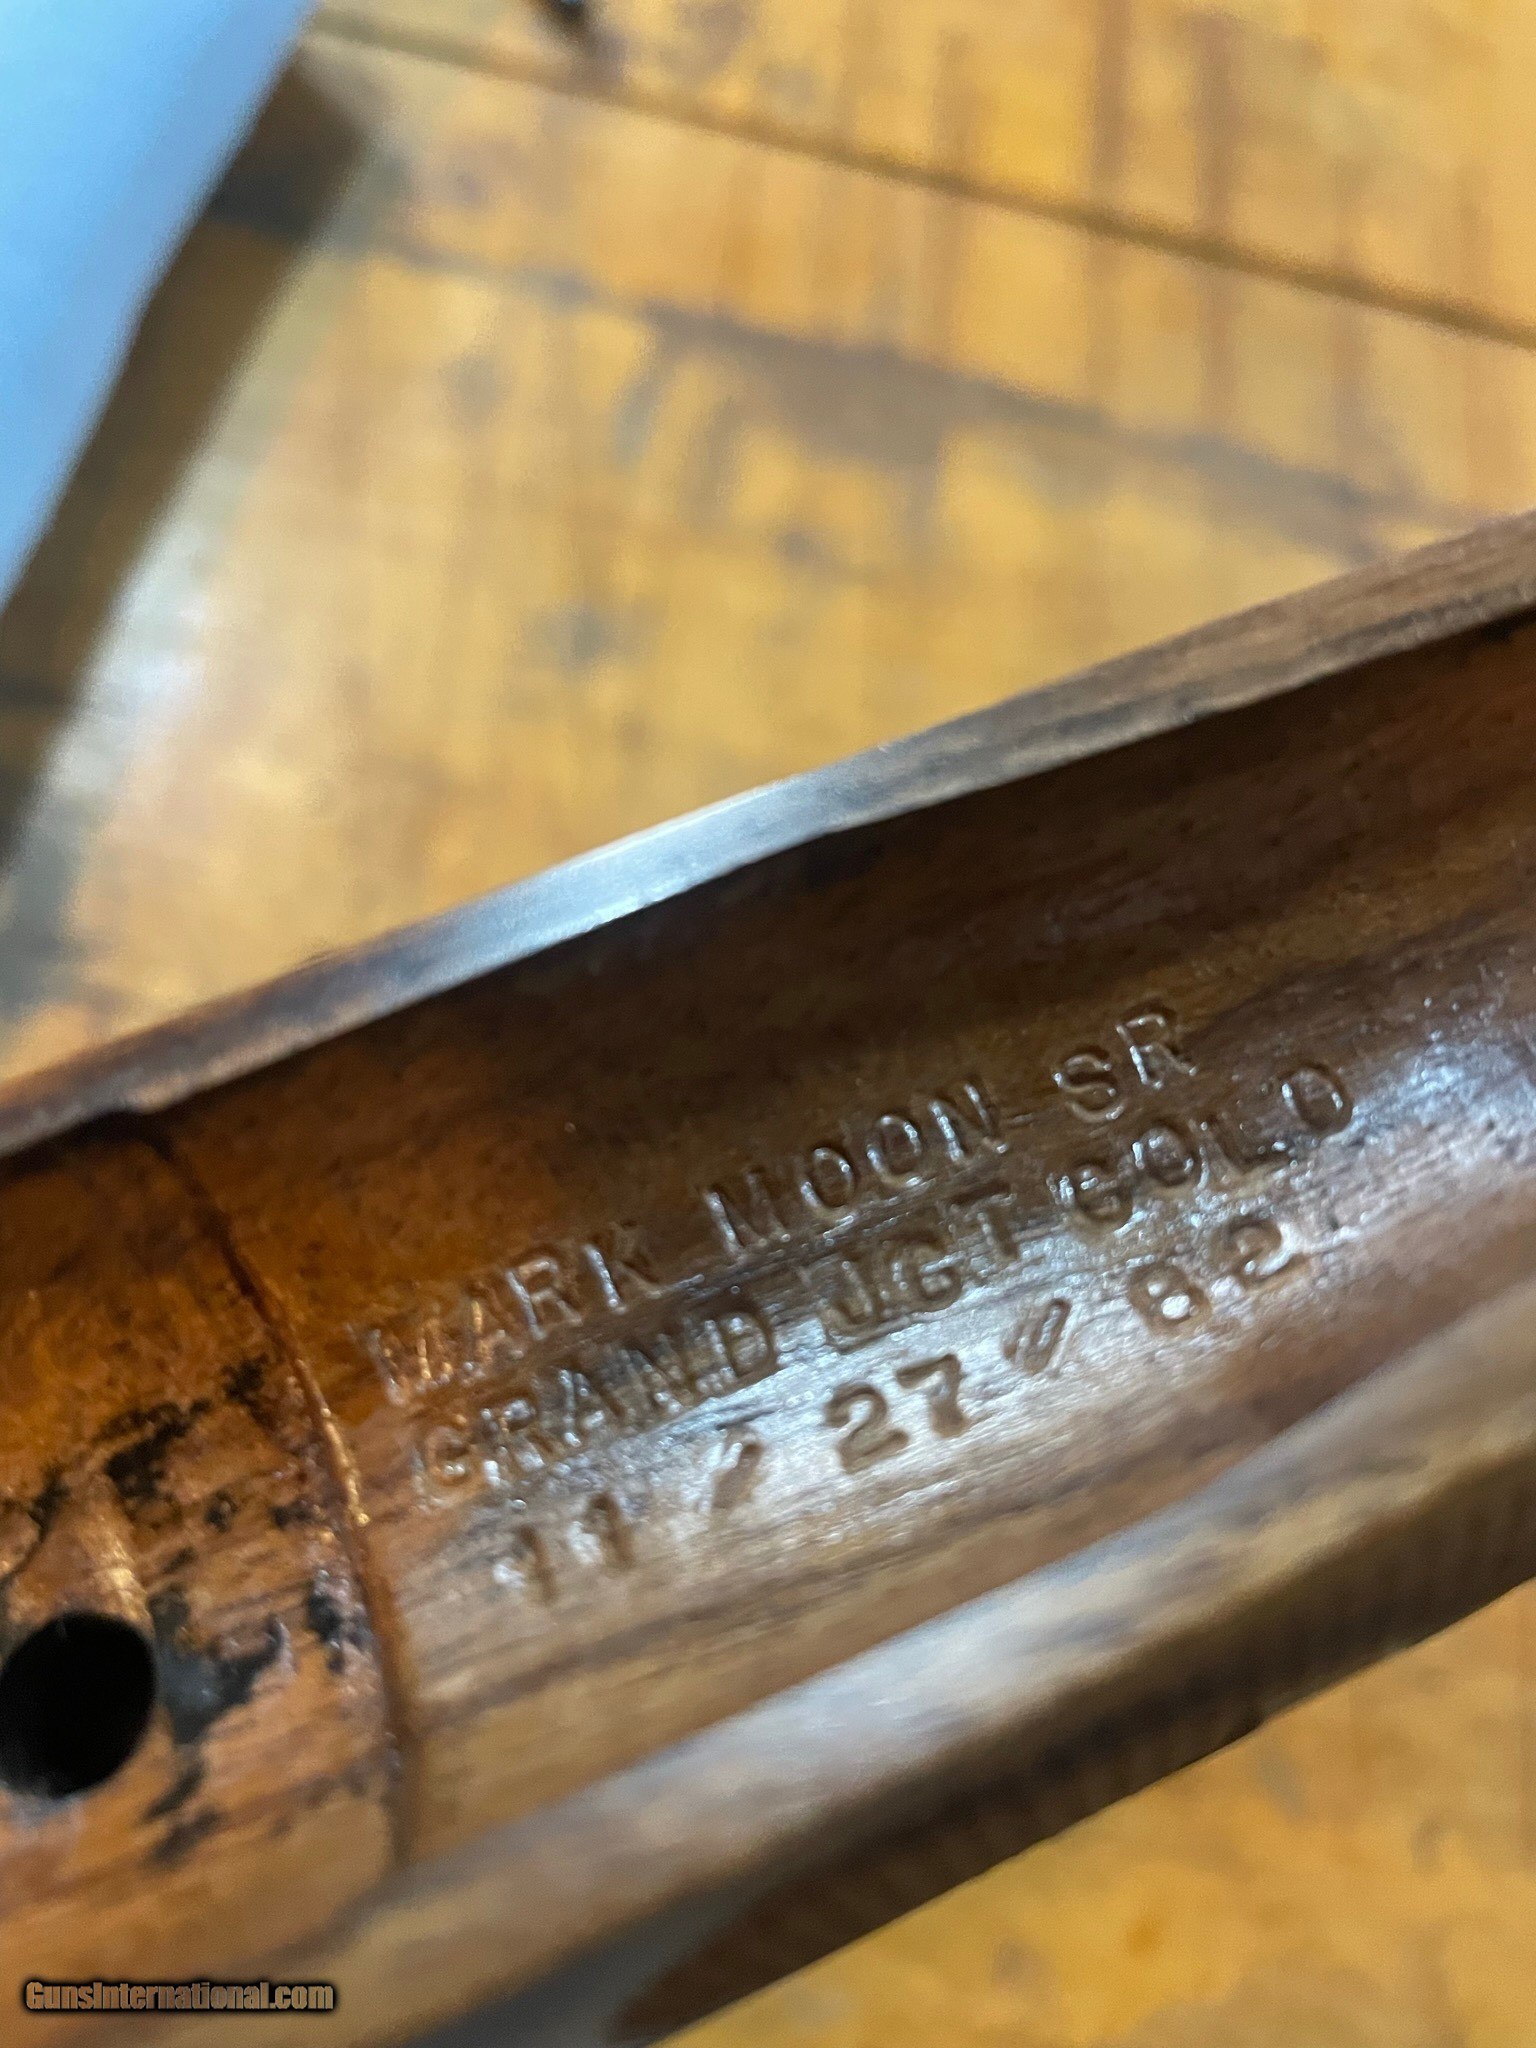 MARK MOON SR
GRAND JCT COLO
11/27/82
GunsInternational.com